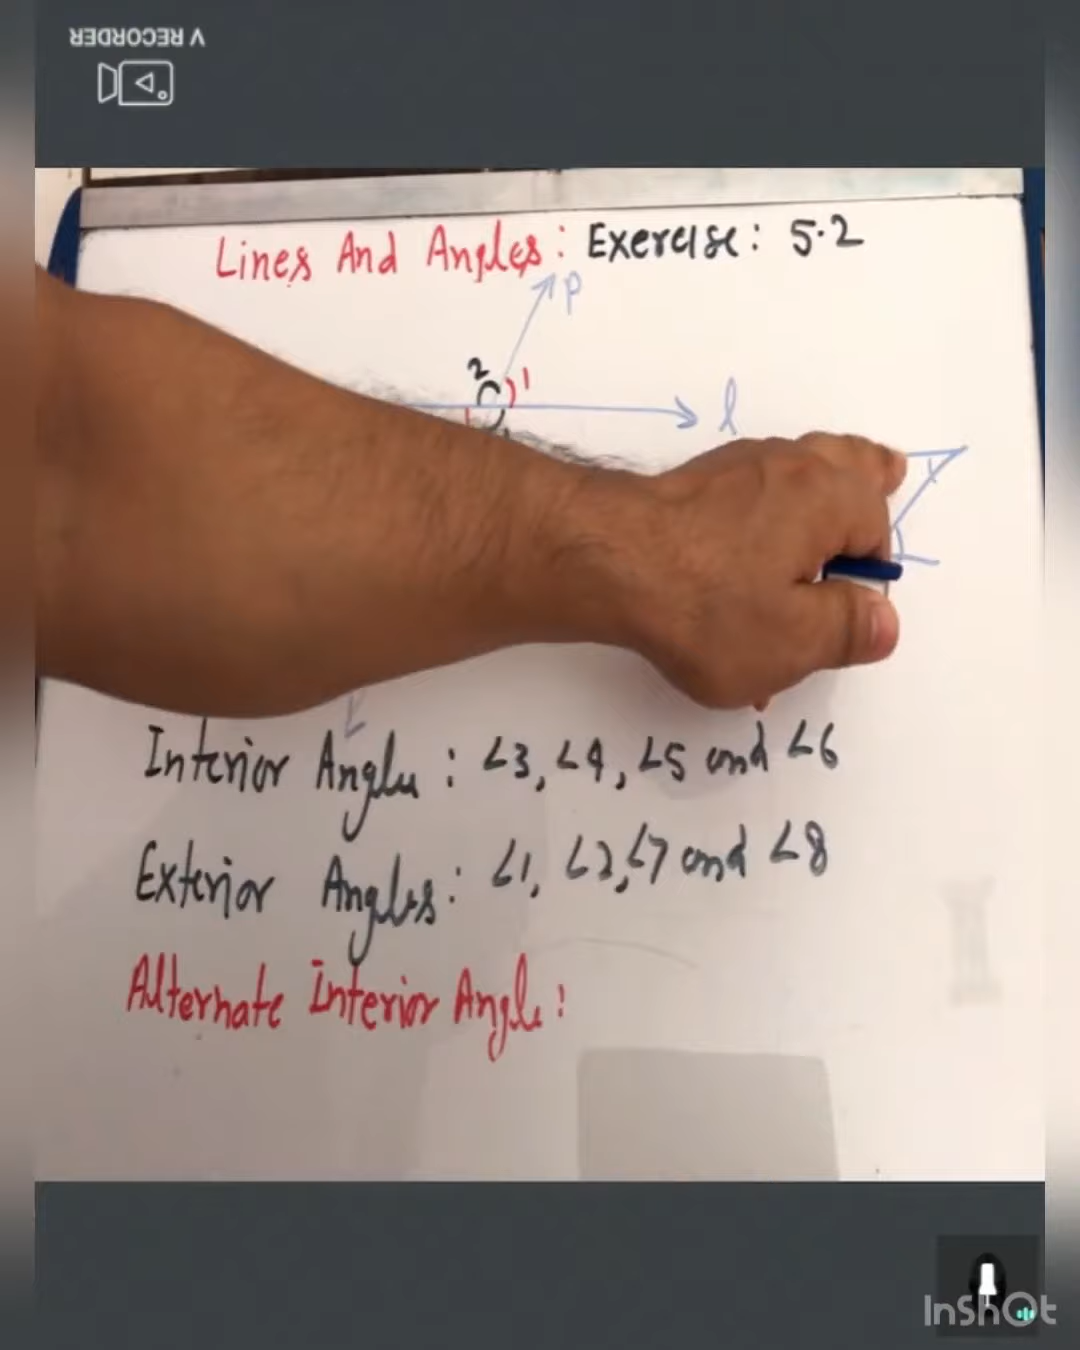 V RECORDER
Lines And Angles: Exercise: 5.2
p
2
1
l
Interior Angles : ∠3, ∠4, ∠5 and ∠6
Exterior Angles : ∠1, ∠2, ∠7 and ∠8
Alternate Interior Angle :
InShOt